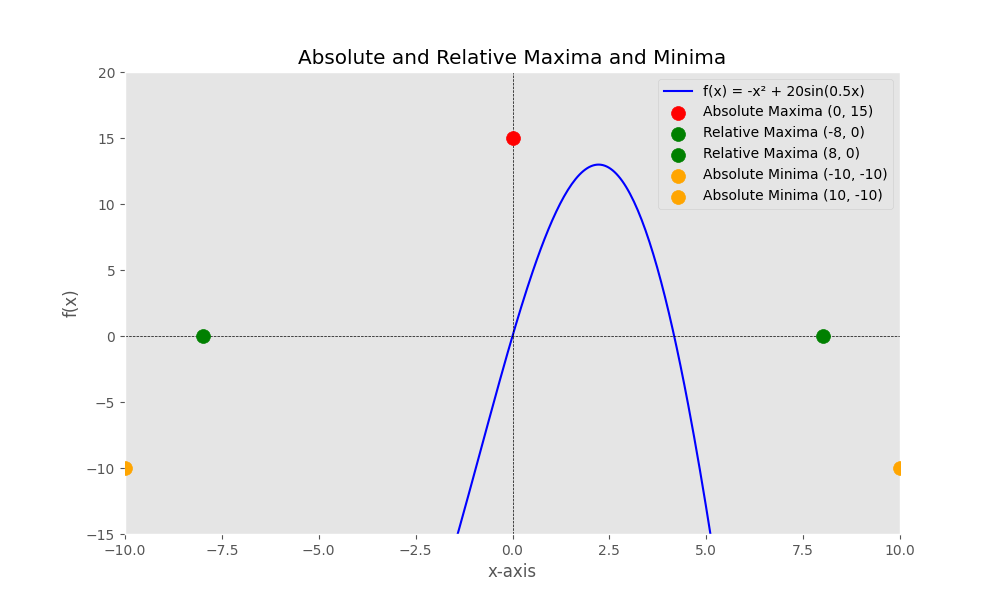 Absolute and Relative Maxima and Minima
f(x) = -x² + 20sin(0.5x)
Absolute Maxima (0, 15)
Relative Maxima (-8, 0)
Relative Maxima (8, 0)
Absolute Minima (-10, -10)
Absolute Minima (10, -10)
f(x)
20
15
10
5
0
−5
−10
−15
−10.0 −7.5 −5.0 −2.5 0.0 2.5 5.0 7.5 10.0
x-axis